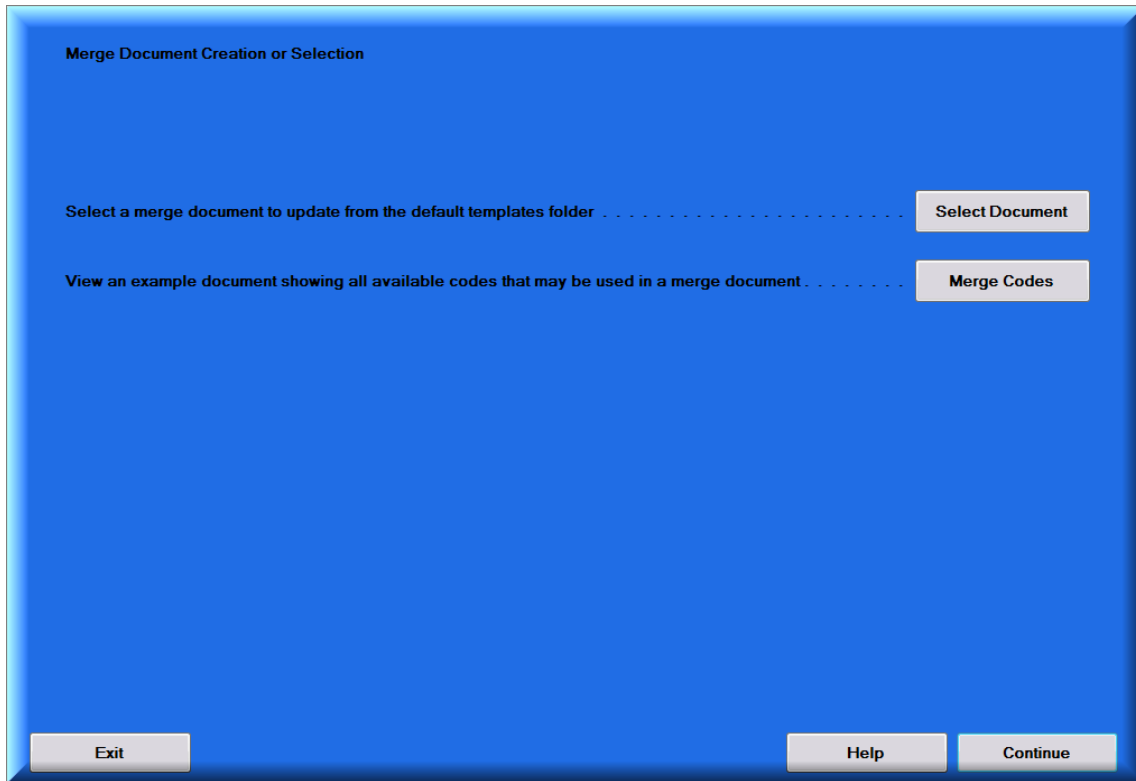 Merge Document Creation or Selection
Select a merge document to update from the default templates folder . . . . . . . . . . . . . . . . . . . . . . . Select Document
View an example document showing all available codes that may be used in a merge document . . . . . . . . Merge Codes
Exit Help Continue